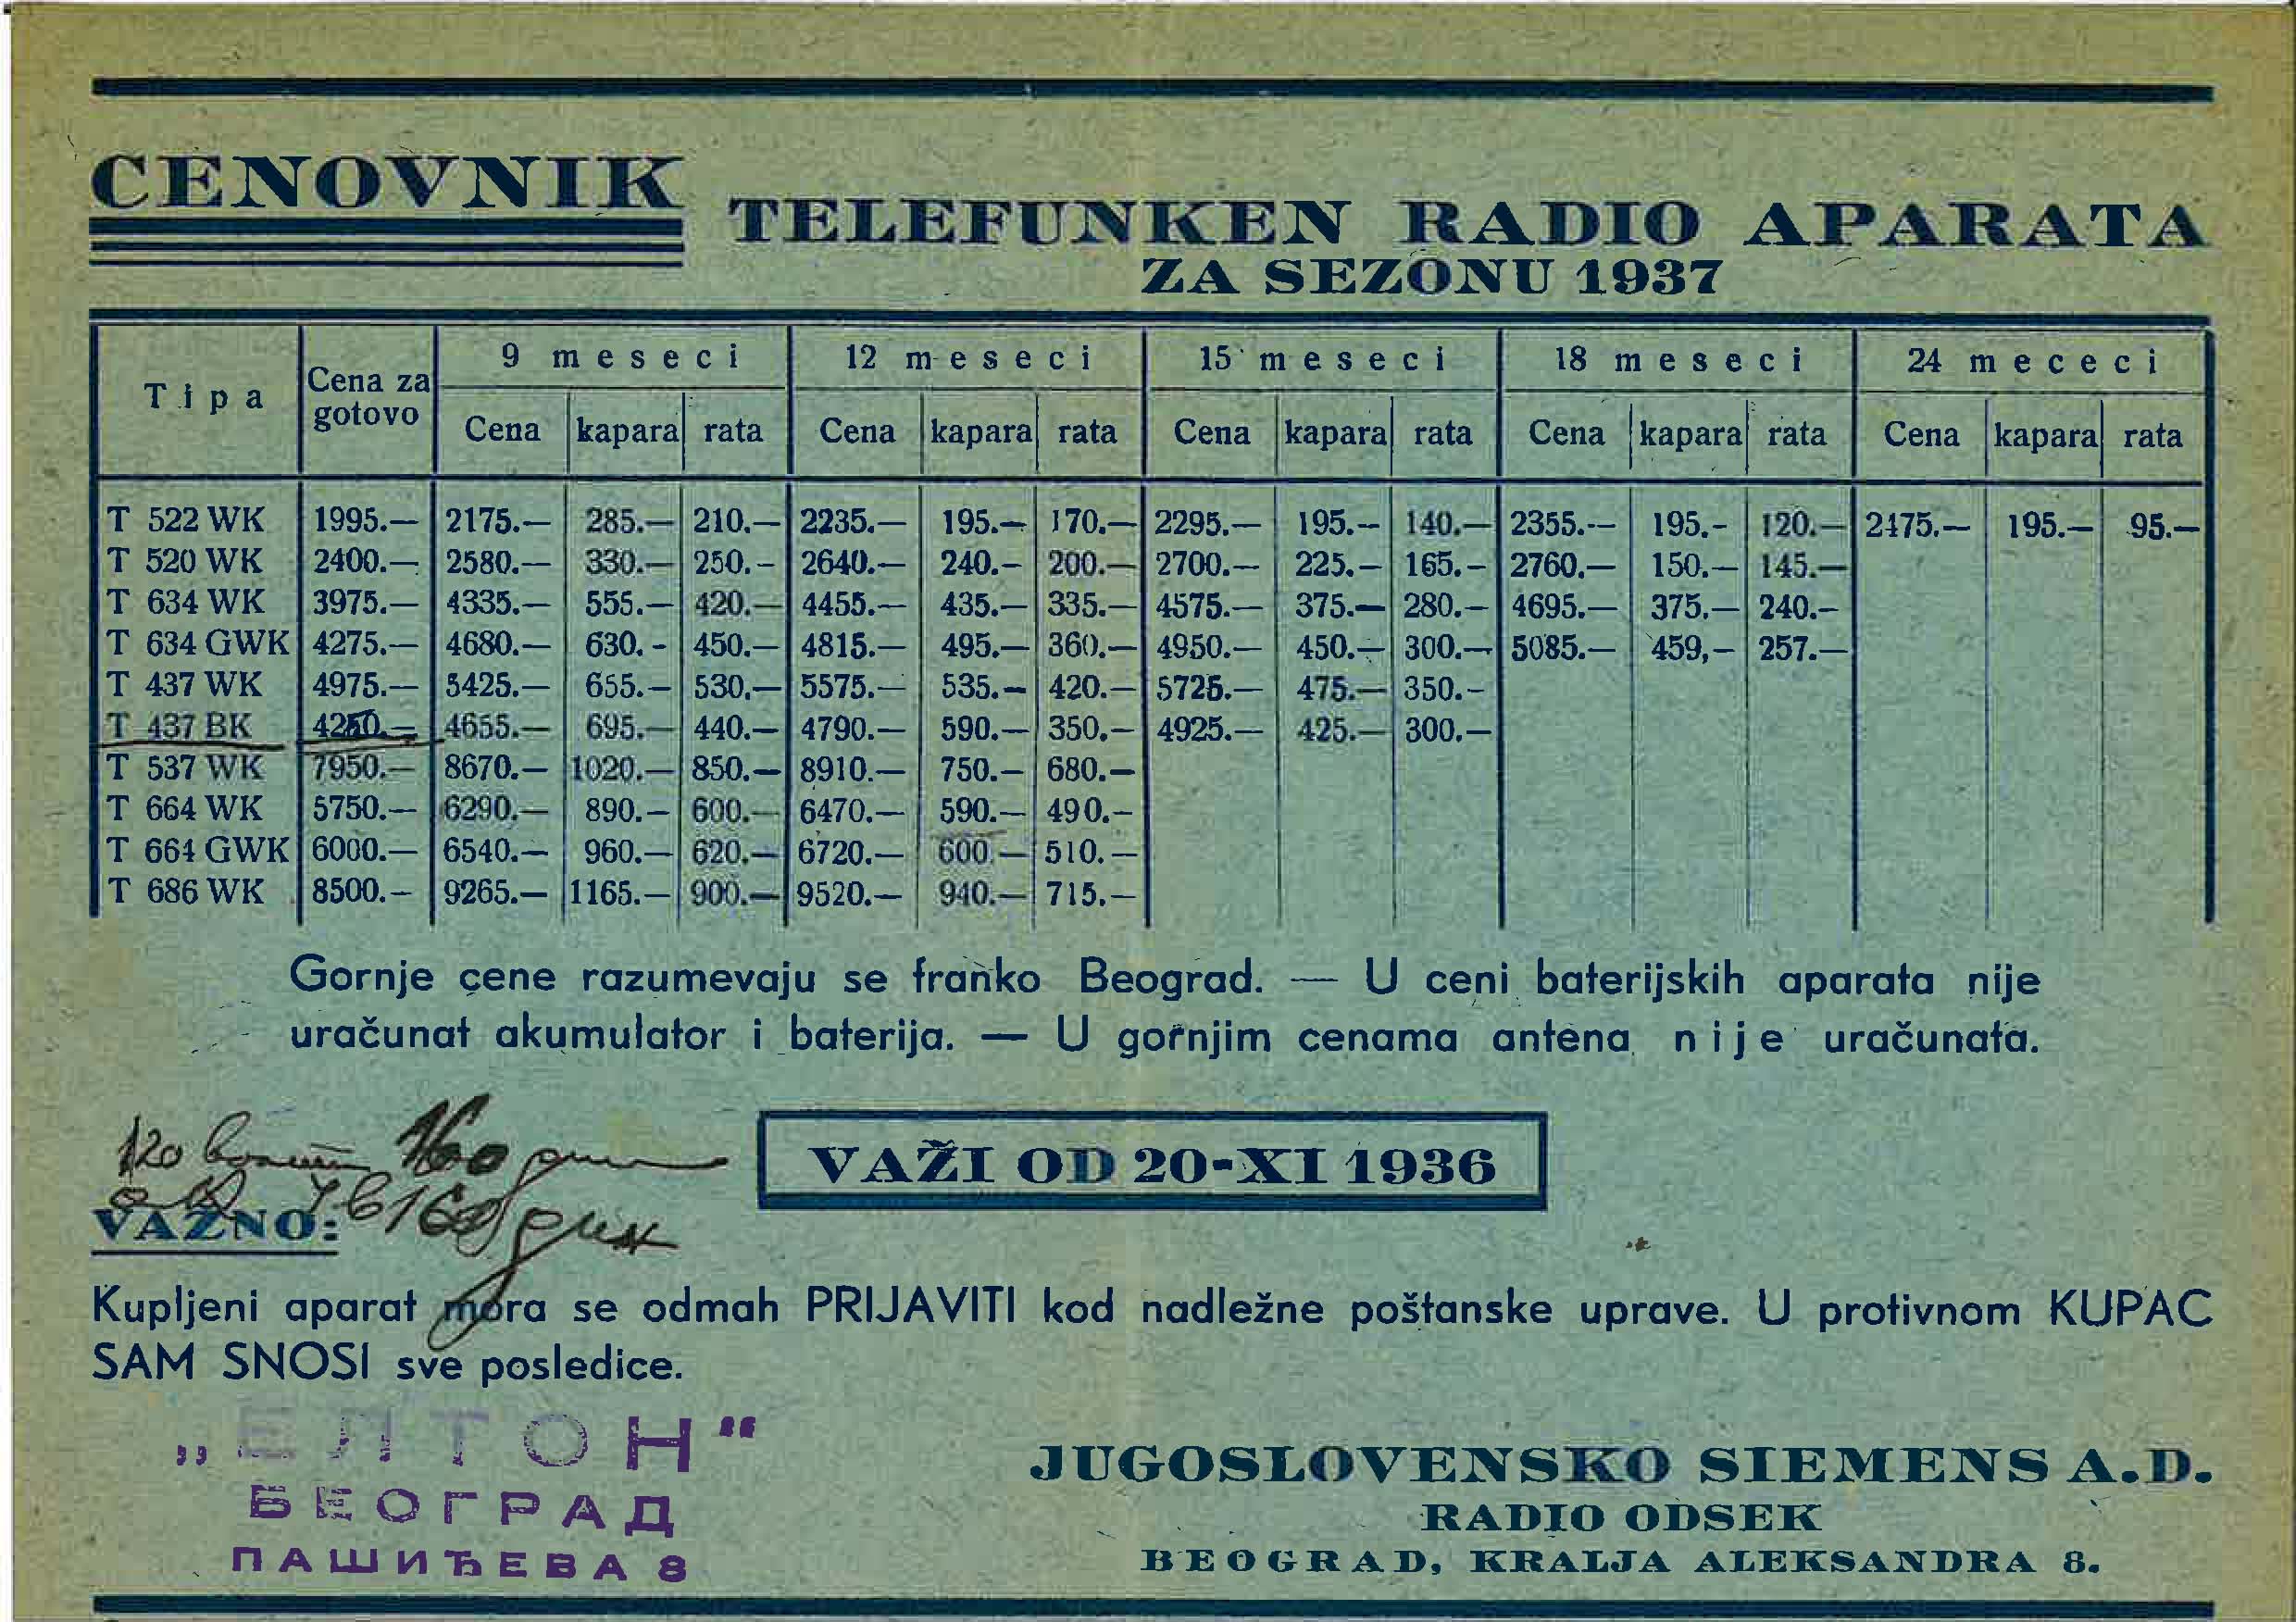 CENOVNIK
TELEFUNKEN RADIO APARATA
ZA SEZONU 1937
Tipa Cena za gotovo 9 meseci 12 meseci 15 meseci 18 meseci 24 mececi
Cena kapara rata Cena kapara rata Cena kapara rata Cena kapara rata Cena kapara rata
T 522 WK 1995.— 2175.— 285.— 210.— 2235.— 195.— 170.— 2295.— 195.— 140.— 2355.— 195.- 120.— 2475.— 195.— 95.—
T 520 WK 2400.— 2580.— 330.— 250.- 2640.— 240.- 200.— 2700.— 225.— 165.- 2760.— 150.— 145.—
T 634 WK 3975.— 4335.— 555.— 420.— 4455.— 435.— 335.— 4575.— 375.— 280.— 4695.— 375.— 240.-
T 634 GWK 4275.— 4680.— 630.- 450.— 4815.— 495.— 360.— 4950.— 450.— 300.— 5085.— 459,— 257.—
T 437 WK 4975.— 5425.— 655.— 530.— 5575.— 535.— 420.— 5725.— 475.— 350.-
T 437 BK 4655.— 695.— 440.— 4790.— 590.— 350.— 4925.— 425.— 300.—
T 537 WK 7950.— 8670.— 1020.— 850.— 8910.— 750.— 680.—
T 664 WK 5750.— 6290.— 890.— 600.— 6470.— 590.— 490.-
T 664 GWK 6000.— 6540.— 960.— 620.— 6720.— 600.— 510.—
T 686 WK 8500.- 9265.— 1165.— 900.— 9520.— 940.— 715.—
Gornje cene razumevaju se franko Beograd. — U ceni baterijskih aparata nije
uračunat akumulator i baterija. — U gornjim cenama antena nije uračunata.
VAŽI OD 20-XI 1936
VAŽNO:
Kupljeni aparat mora se odmah PRIJAVITI kod nadležne poštanske uprave. U protivnom KUPAC
SAM SNOSI sve posledice.
„ЕЛТОН“
БЕОГРАД
ПАШИЋЕВА 8
JUGOSLOVENSKO SIEMENS A.D.
RADIO ODSEK
BEOGRAD, KRALJA ALEKSANDRA 8.